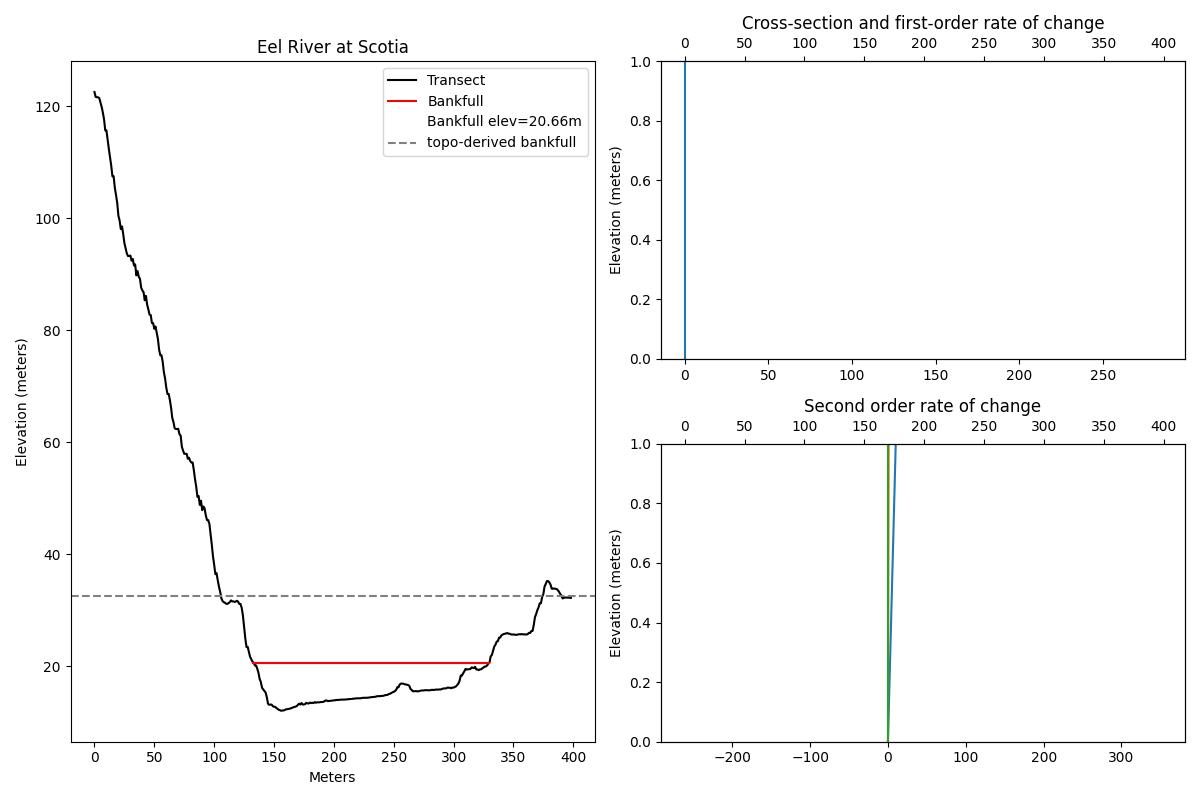 Eel River at Scotia
Transect
Bankfull
Bankfull elev=20.66m
topo-derived bankfull
Elevation (meters)
120
100
80
60
40
20
0 50 100 150 200 250 300 350 400
Meters
Cross-section and first-order rate of change
0 50 100 150 200 250 300 350 400
Elevation (meters)
1.0
0.8
0.6
0.4
0.2
0.0
0 50 100 150 200 250
Second order rate of change
0 50 100 150 200 250 300 350 400
Elevation (meters)
1.0
0.8
0.6
0.4
0.2
0.0
−200 −100 0 100 200 300